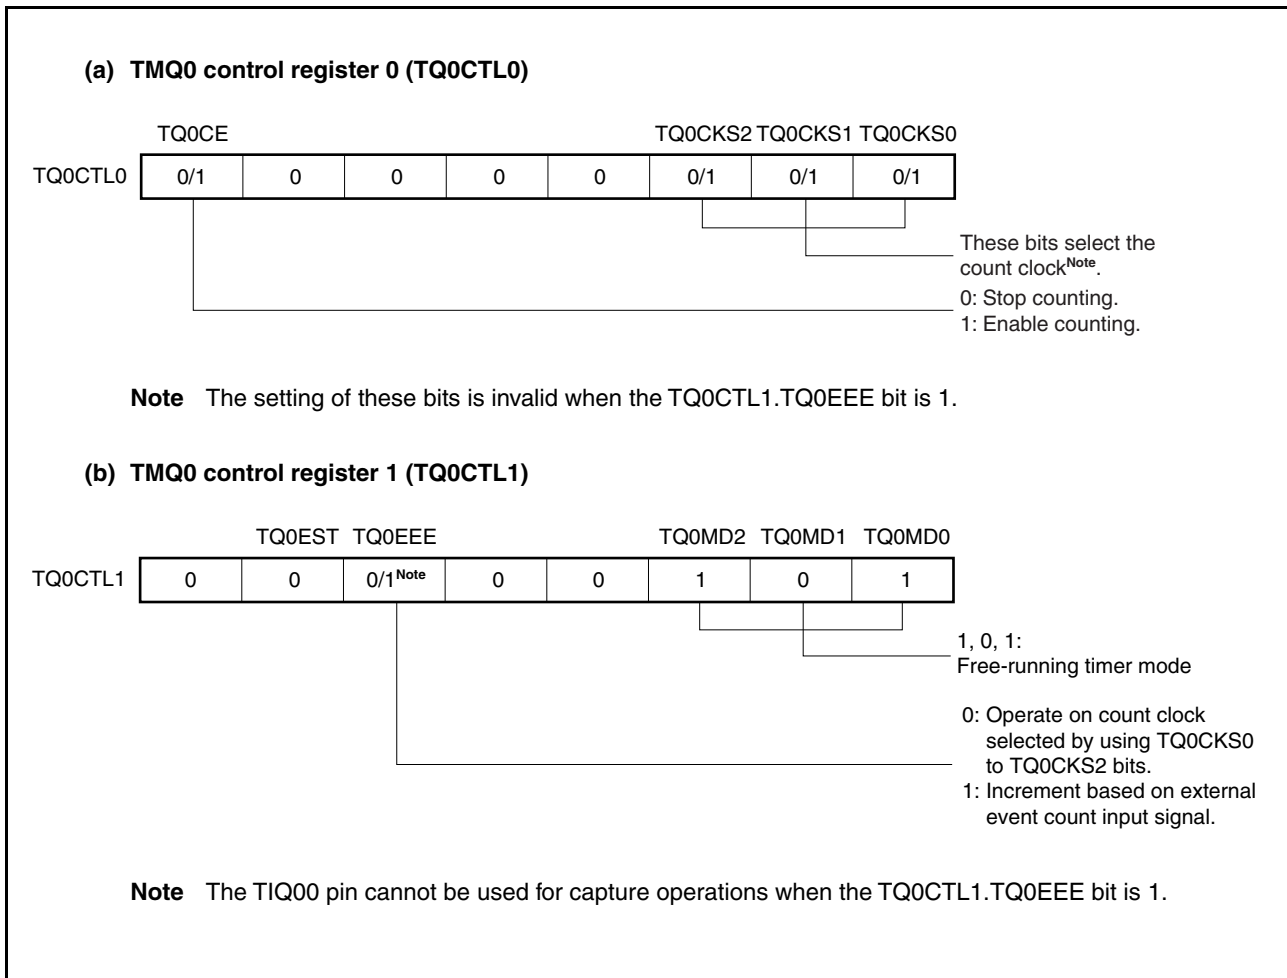 (a) TMQ0 control register 0 (TQ0CTL0)
TQ0CE TQ0CKS2 TQ0CKS1 TQ0CKS0
TQ0CTL0 0/1 0 0 0 0 0/1 0/1 0/1
These bits select the
count clockNote.
0: Stop counting.
1: Enable counting.
Note The setting of these bits is invalid when the TQ0CTL1.TQ0EEE bit is 1.
(b) TMQ0 control register 1 (TQ0CTL1)
TQ0EST TQ0EEE TQ0MD2 TQ0MD1 TQ0MD0
TQ0CTL1 0 0 0/1Note 0 0 1 0 1
1, 0, 1:
Free-running timer mode
0: Operate on count clock
selected by using TQ0CKS0
to TQ0CKS2 bits.
1: Increment based on external
event count input signal.
Note The TIQ00 pin cannot be used for capture operations when the TQ0CTL1.TQ0EEE bit is 1.